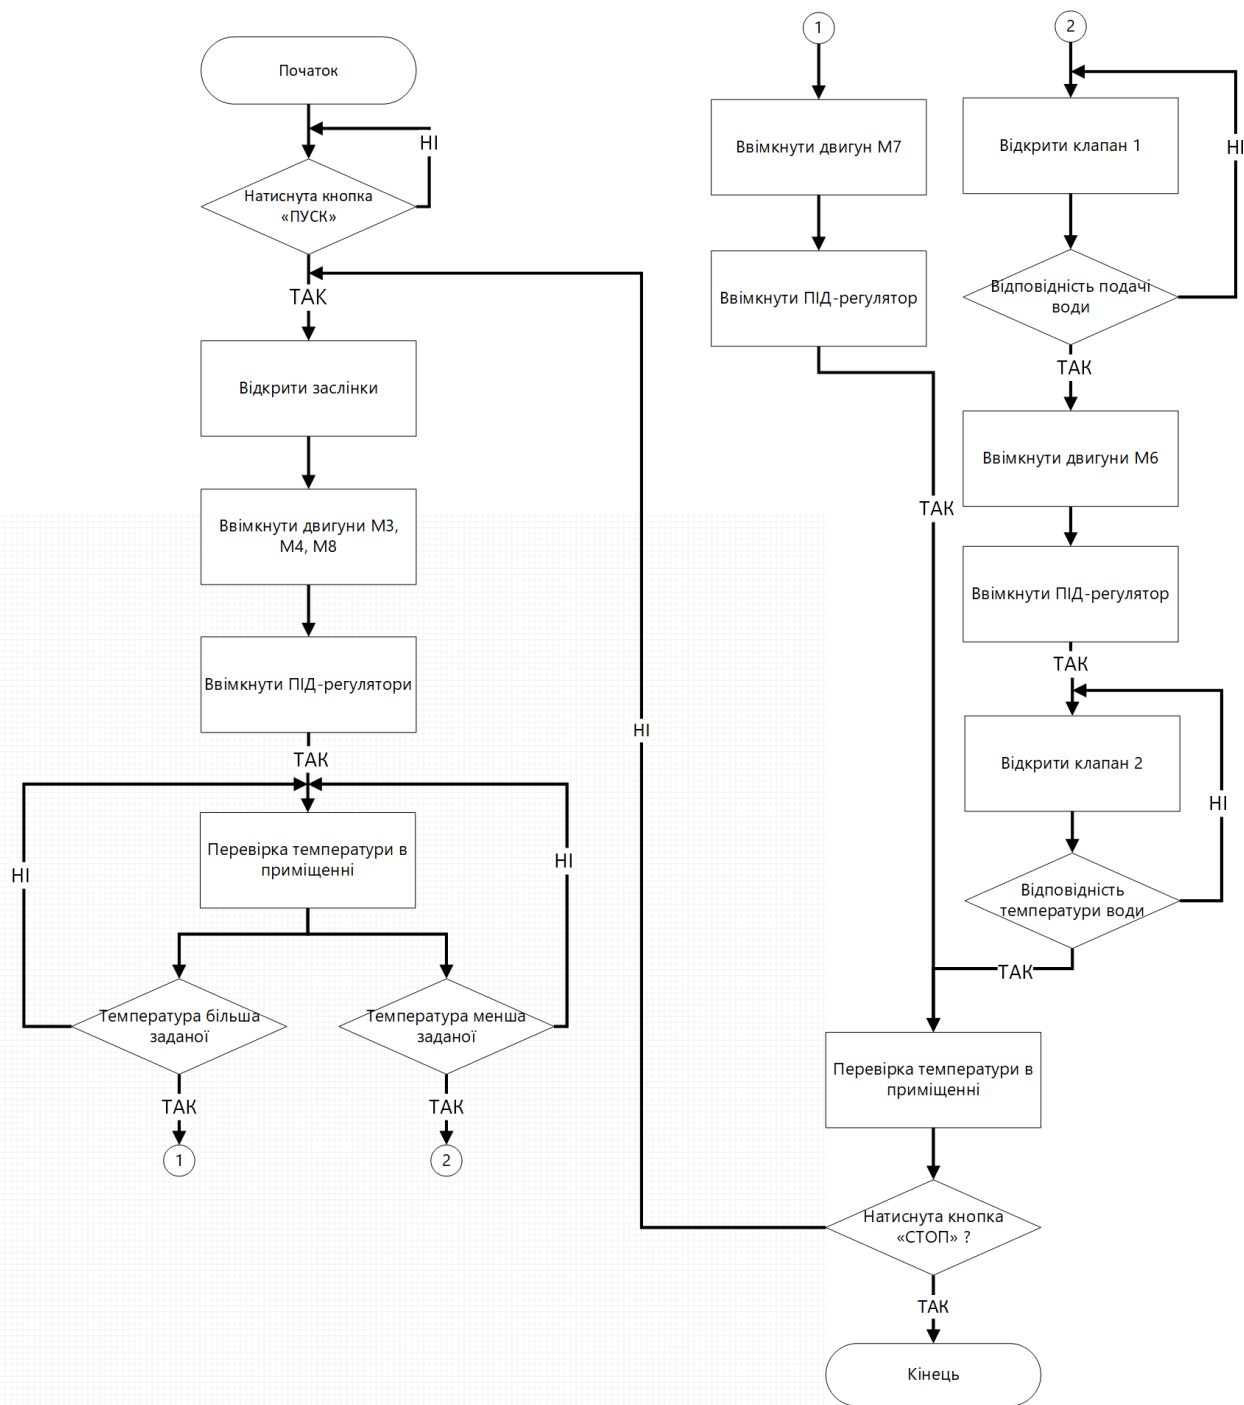 Початок
НІ
Натиснута кнопка
«ПУСК»
ТАК
Відкрити заслінки
Ввімкнути двигуни М3,
М4, М8
Ввімкнути ПІД-регулятори
ТАК
Перевірка температури в
приміщенні
НІ
НІ
Температура більша
заданої
Температура менша
заданої
ТАК
ТАК
1
2
НІ
1
Ввімкнути двигун М7
Ввімкнути ПІД-регулятор
ТАК
2
Відкрити клапан 1
НІ
Відповідність подачі
води
ТАК
Ввімкнути двигуни М6
Ввімкнути ПІД-регулятор
ТАК
Відкрити клапан 2
НІ
Відповідність
температури води
ТАК
Перевірка температури в
приміщенні
Натиснута кнопка
«СТОП» ?
ТАК
Кінець